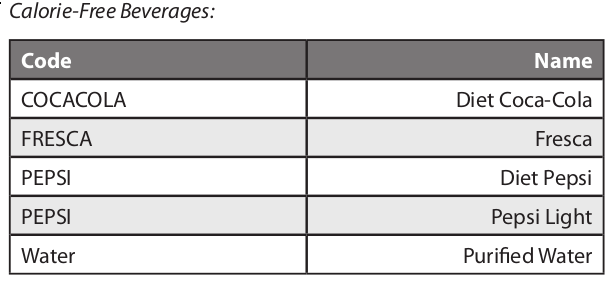 Calorie-Free Beverages:
Code Name
COCACOLA Diet Coca-Cola
FRESCA Fresca
PEPSI Diet Pepsi
PEPSI Pepsi Light
Water Purified Water